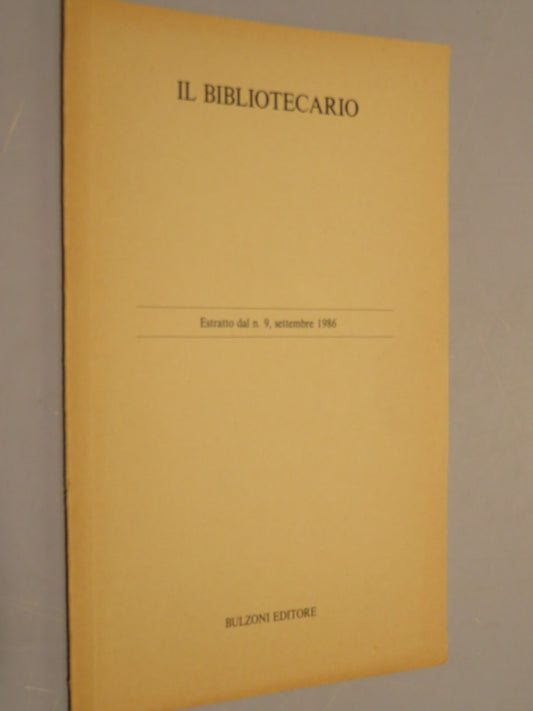 IL BIBLIOTECARIO
Estratto dal n. 9, settembre 1986
BULZONI EDITORE